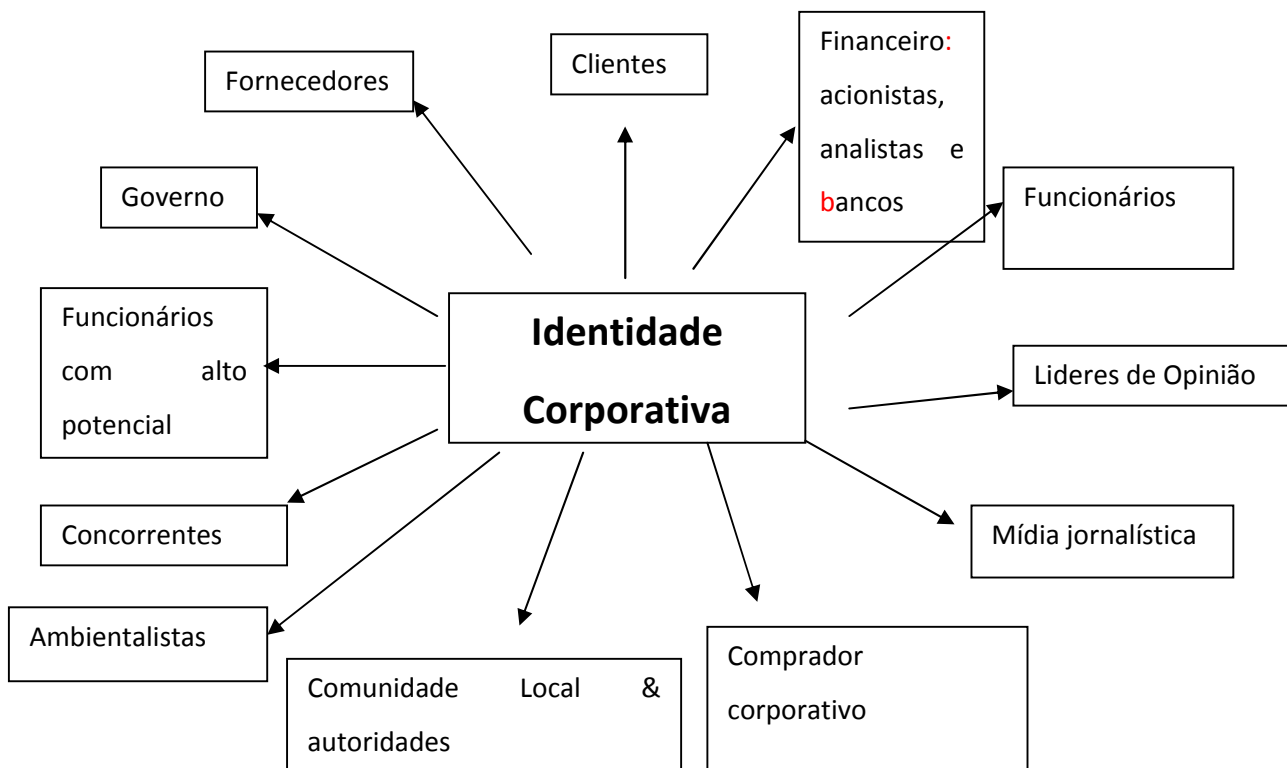 Clientes
Financeiro:
acionistas,
analistas e
bancos
Fornecedores
Governo
Funcionários
Funcionários
com alto
potencial
Identidade
Corporativa
Lideres de Opinião
Concorrentes
Mídia jornalística
Ambientalistas
Comunidade Local &
autoridades
Comprador
corporativo